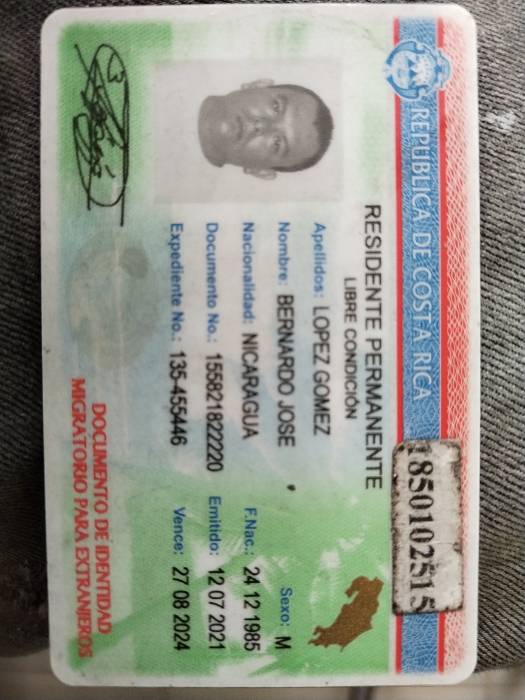 REPUBLICA DE COSTA RICA
1850102515
RESIDENTE PERMANENTE
LIBRE CONDICIÓN
Apellidos: LOPEZ GOMEZ
Nombre: BERNARDO JOSE Sexo: M
Nacionalidad: NICARAGUA F.Nac.: 24 12 1985
Documento No.: 155821822220 Emitido: 12 07 2021
Expediente No.: 135-455446 Vence: 27 08 2024
DOCUMENTO DE IDENTIDAD
MIGRATORIO PARA EXTRANJEROS